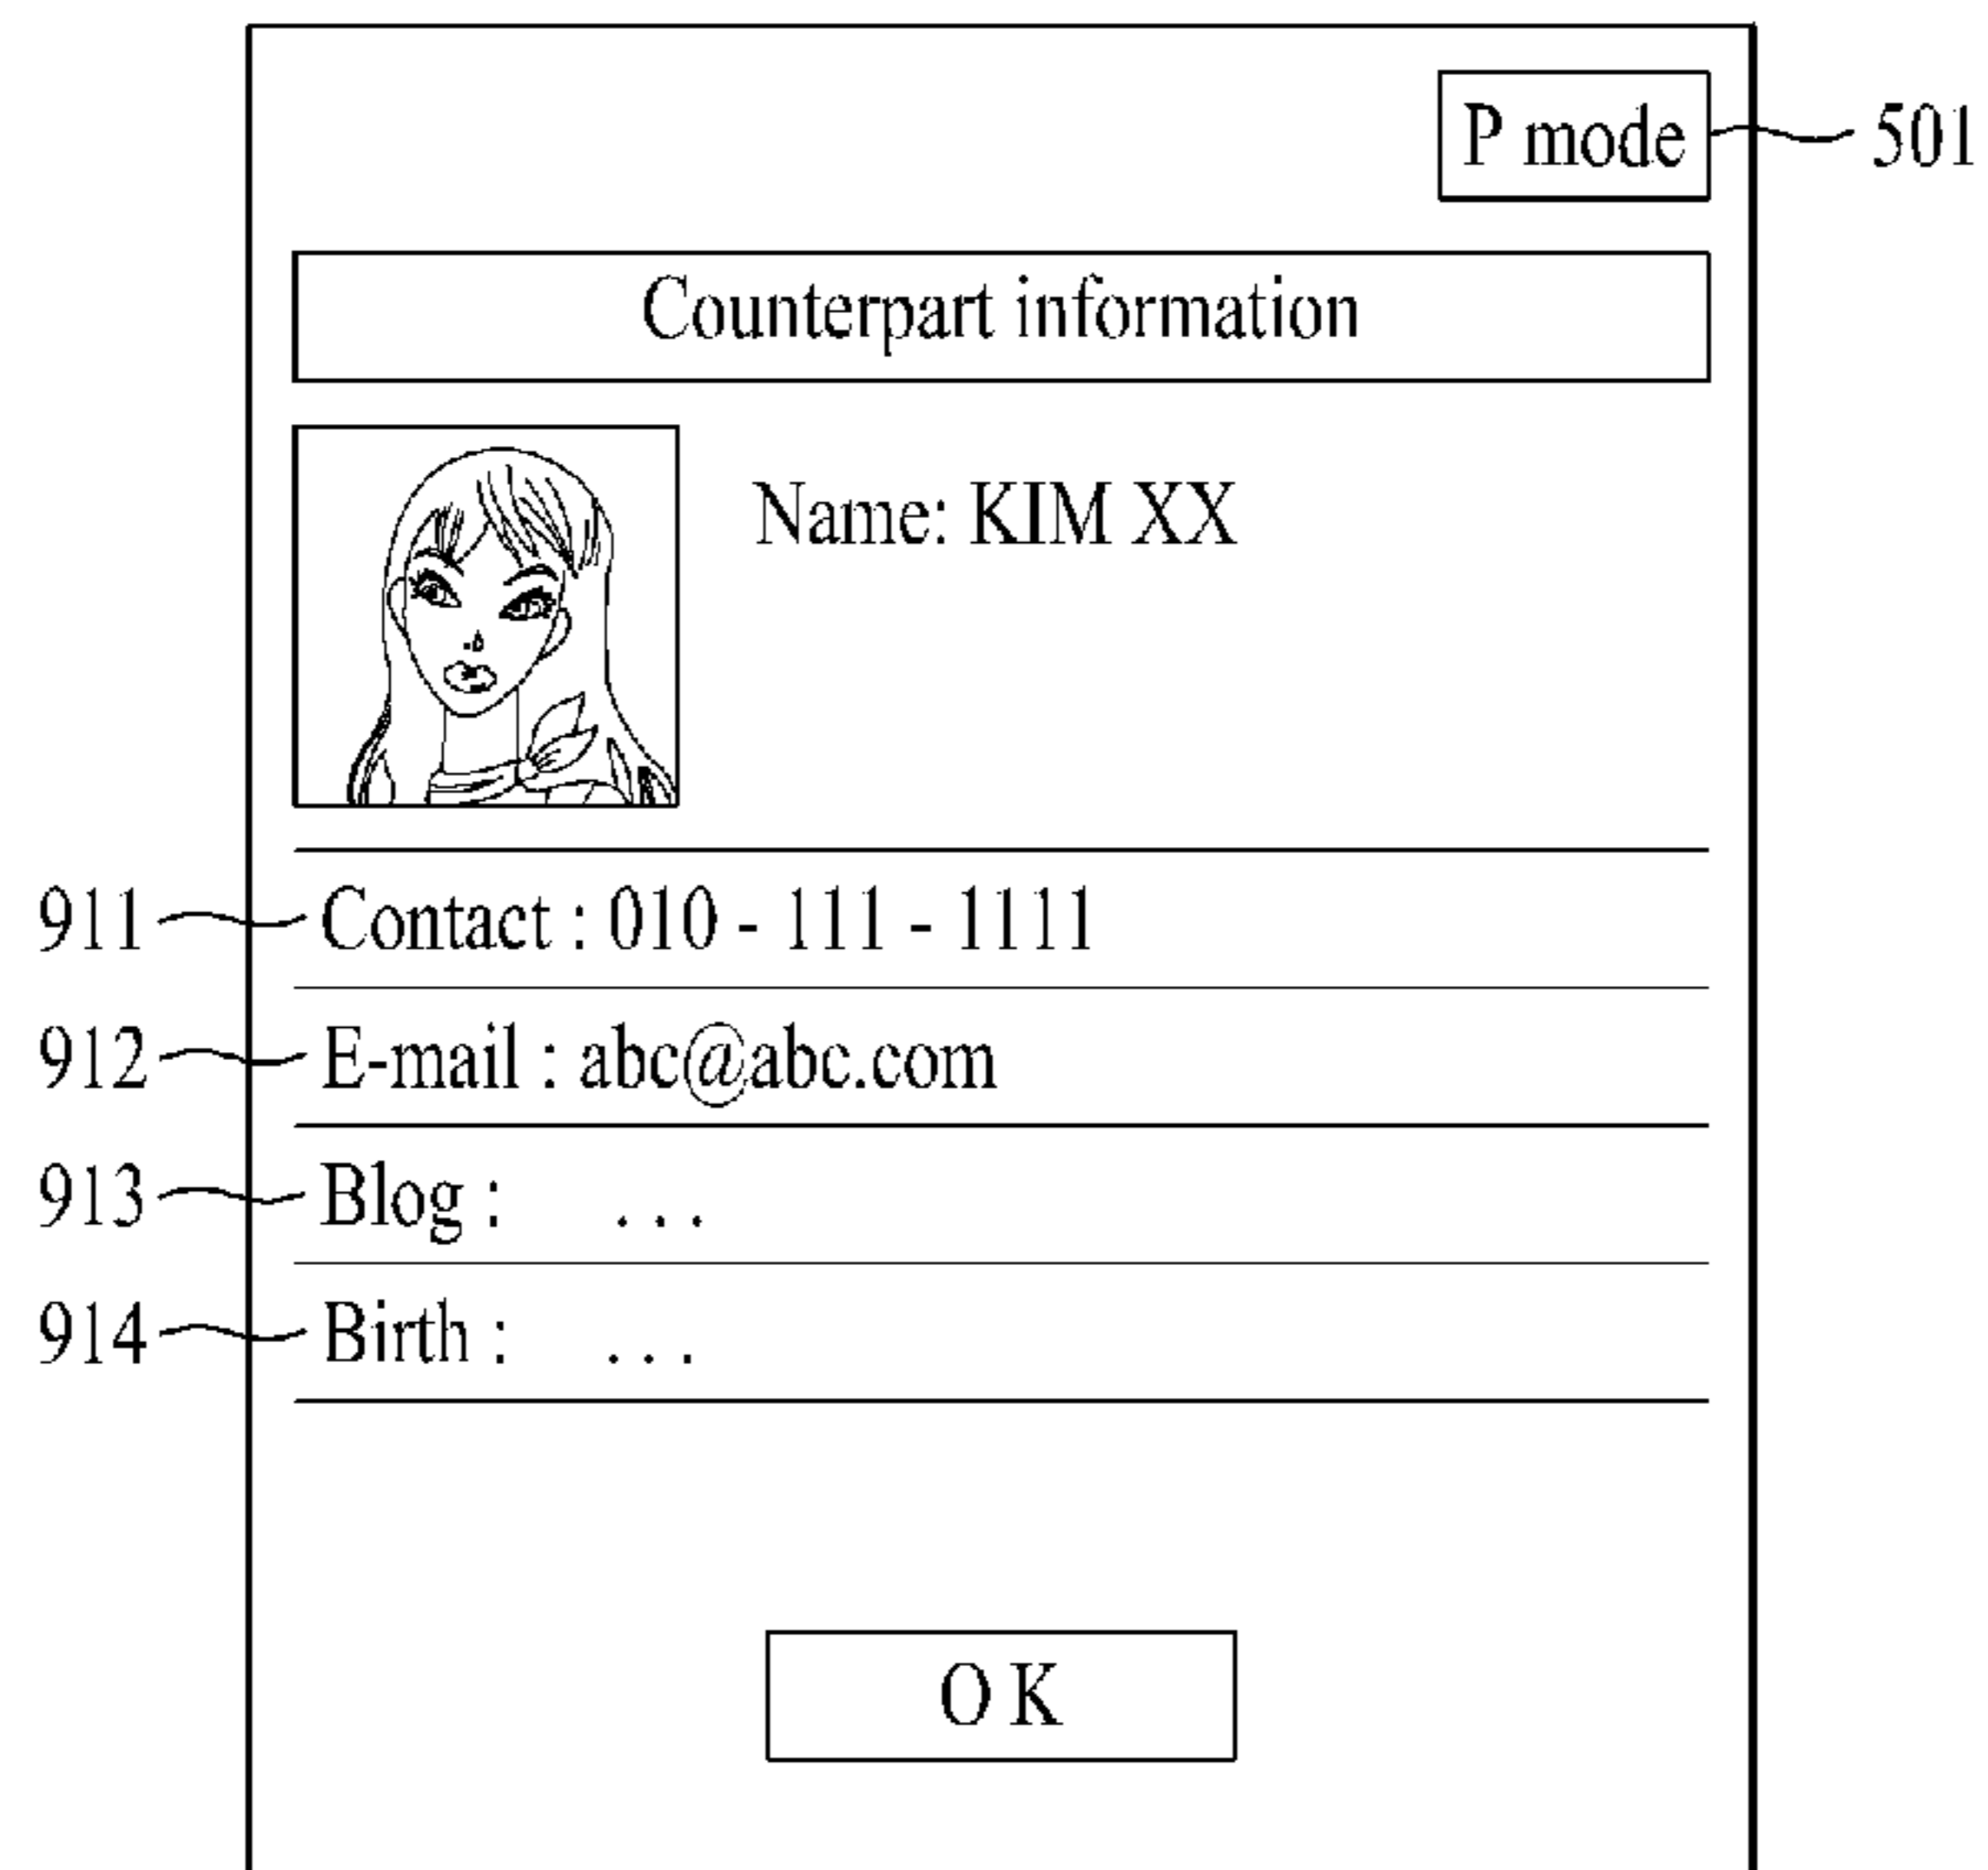 P mode 501
Counterpart information
Name: KIM XX
911 Contact : 010 - 111 - 1111
912 E-mail : abc@abc.com
913 Blog : . . .
914 Birth : . . .
O K